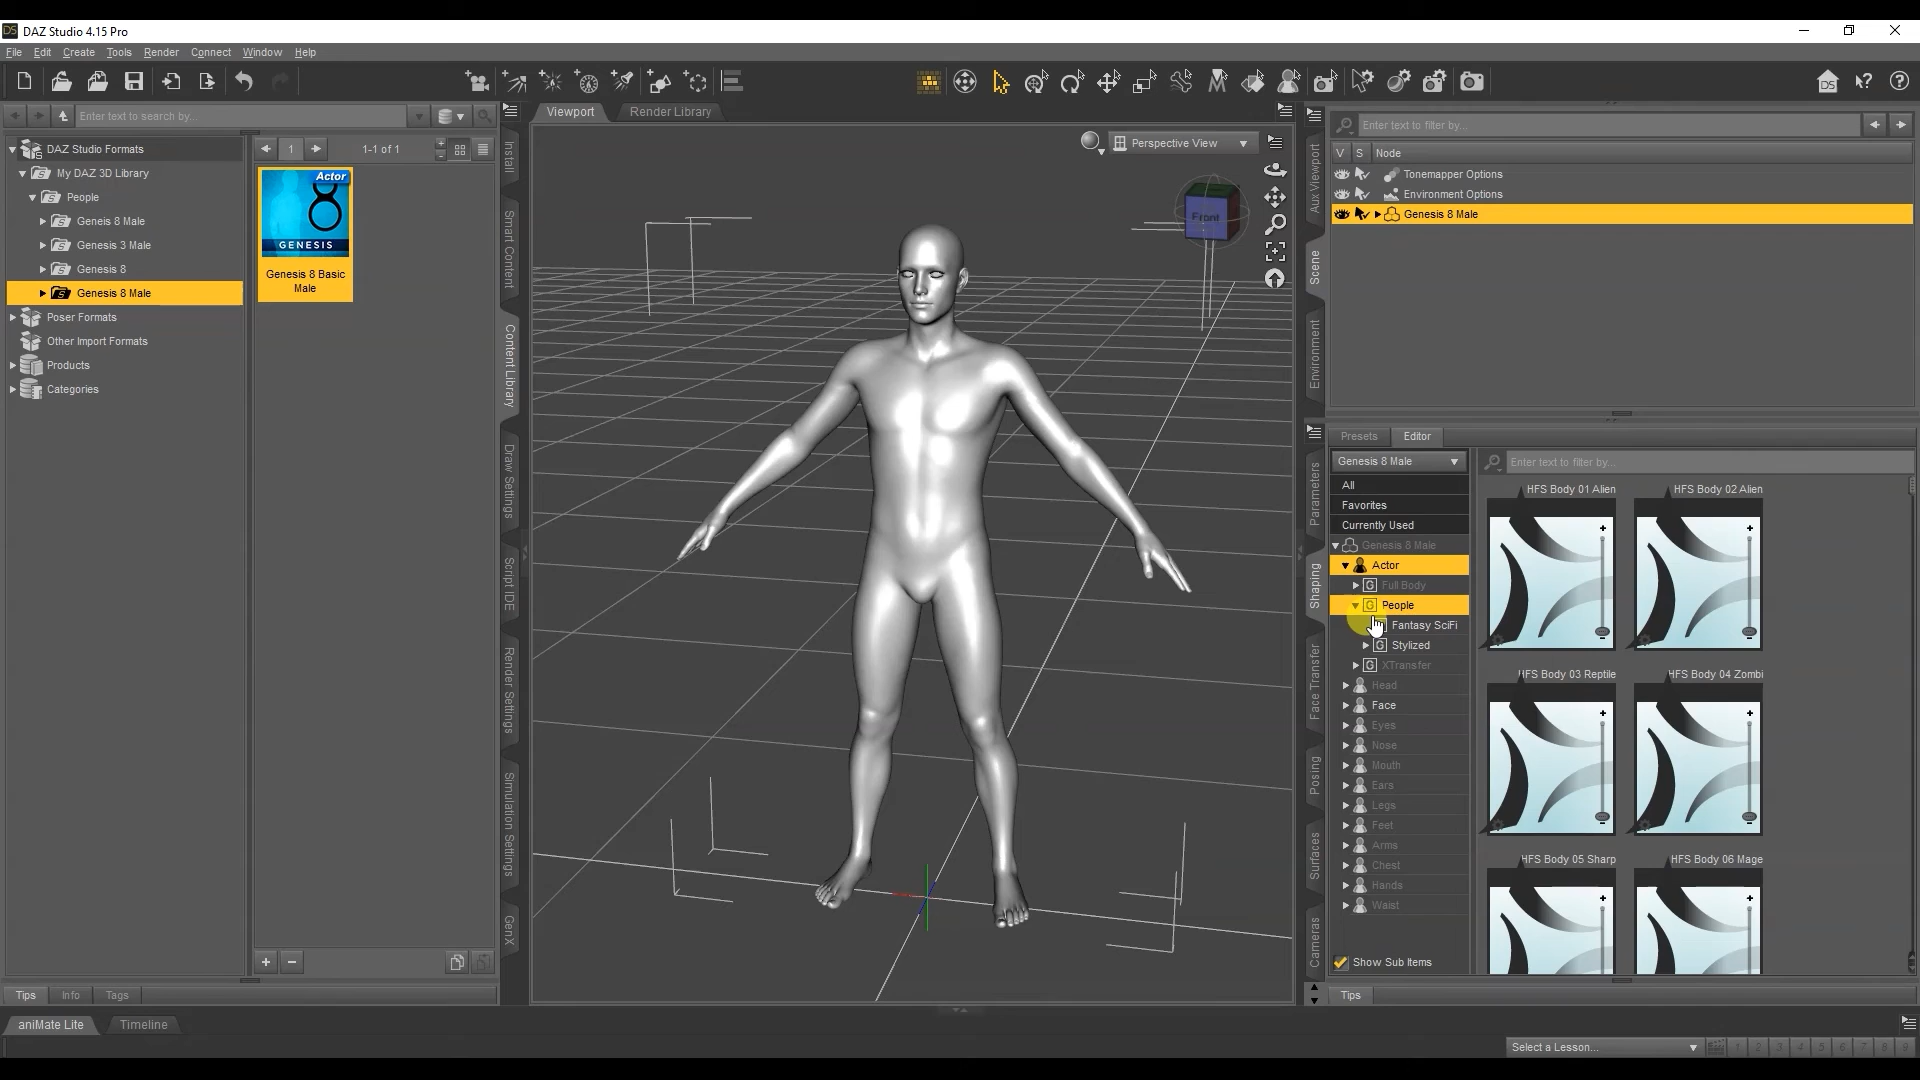 DAZ Studio 4.15 Pro
File Edit Create Tools Render Connect Window Help
Enter text to search by...
DAZ Studio Formats
My DAZ 3D Library
People
Geneis 8 Male
Genesis 3 Male
Genesis 8
Genesis 8 Male
Poser Formats
Other Import Formats
Products
Categories
1
1-1 of 1
Actor
GENESIS
Genesis 8 Basic
Male
Install
Smart Content
Content Library
Draw Settings
Script IDE
Render Settings
Simulation Settings
GenX
Viewport Render Library
Perspective View
Front
Aux Viewport
Scene
Environment
Enter text to filter by...
V S Node
Tonemapper Options
Environment Options
Genesis 8 Male
Parameters
Shaping
Face Transfer
Posing
Surfaces
Cameras
Presets Editor
Genesis 8 Male
Enter text to filter by...
All
Favorites
Currently Used
Genesis 8 Male
Actor
Full Body
People
Fantasy SciFi
Stylized
XTransfer
Head
Face
Eyes
Nose
Mouth
Ears
Legs
Feet
Arms
Chest
Hands
Waist
Show Sub Items
HFS Body 01 Alien HFS Body 02 Alien
HFS Body 03 Reptile HFS Body 04 Zombi
HFS Body 05 Sharp HFS Body 06 Mage
Tips Info Tags
Tips
aniMate Lite Timeline
Select a Lesson... 1 2 3 4 5 6 7 8 9